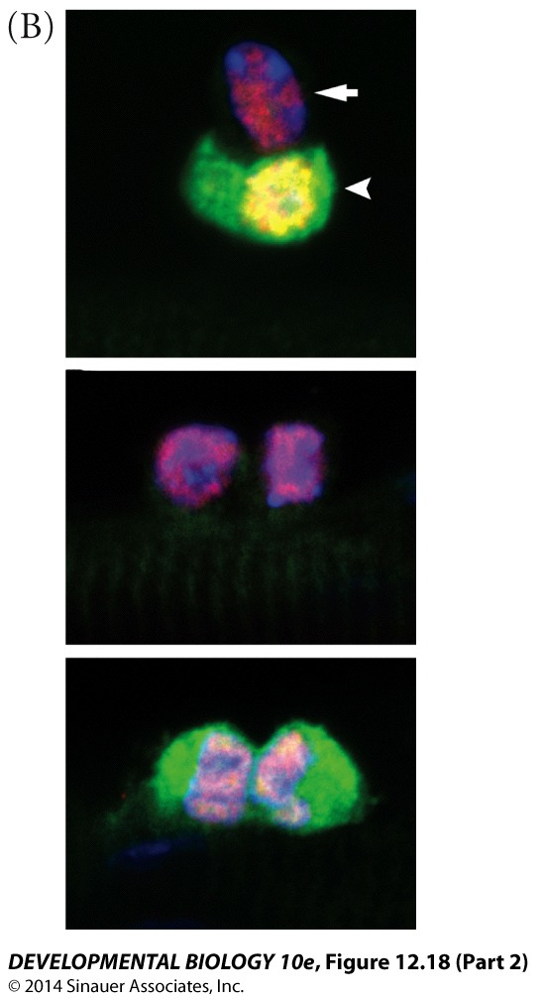 (B)
DEVELOPMENTAL BIOLOGY 10e, Figure 12.18 (Part 2)
© 2014 Sinauer Associates, Inc.